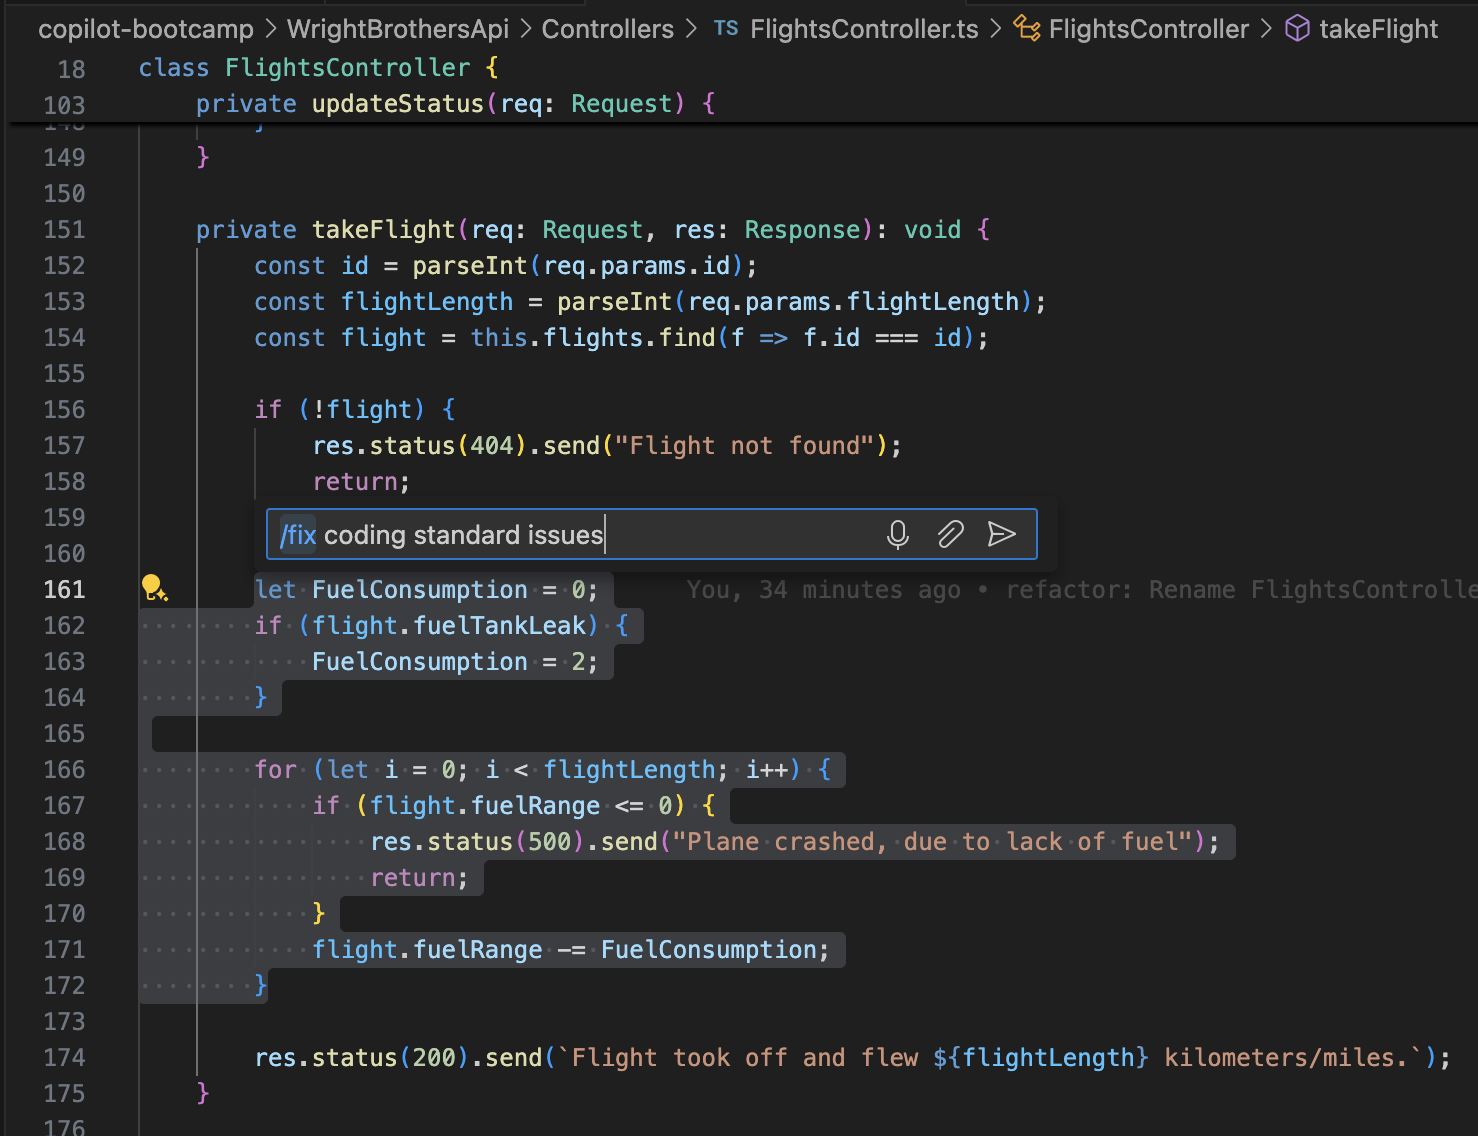 copilot-bootcamp > WrightBrothersApi > Controllers > TS FlightsController.ts > FlightsController > takeFlight
18 class FlightsController {
103 private updateStatus(req: Request) {
148 }
149 }
150
151 private takeFlight(req: Request, res: Response): void {
152 const id = parseInt(req.params.id);
153 const flightLength = parseInt(req.params.flightLength);
154 const flight = this.flights.find(f => f.id === id);
155
156 if (!flight) {
157 res.status(404).send("Flight not found");
158 return;
159
/fix coding standard issues
160
161 let FuelConsumption = 0; You, 34 minutes ago • refactor: Rename FlightsControlle
162 if (flight.fuelTankLeak) {
163 FuelConsumption = 2;
164 }
165
166 for (let i = 0; i < flightLength; i++) {
167 if (flight.fuelRange <= 0) {
168 res.status(500).send("Plane crashed, due to lack of fuel");
169 return;
170 }
171 flight.fuelRange -= FuelConsumption;
172 }
173
174 res.status(200).send(`Flight took off and flew ${flightLength} kilometers/miles.`);
175 }
176